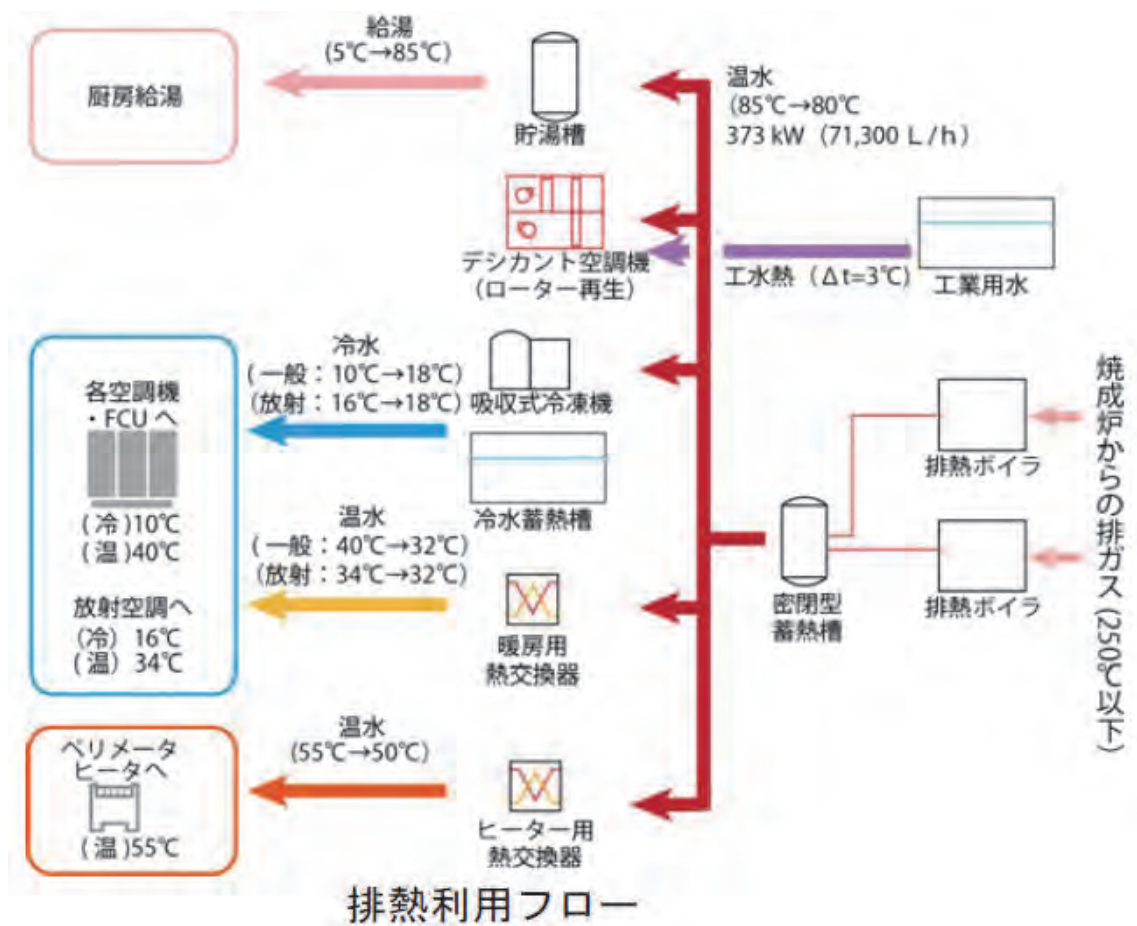 給湯
(5℃→85℃)
厨房給湯
貯湯槽
温水
(85℃→80℃
373 kW（71,300 L/h）
デシカント空調機
（ローター再生）
工水熱（Δt=3℃）
工業用水
冷水
(一般：10℃→18℃)
(放射：16℃→18℃)
吸収式冷凍機
各空調機
・FCU へ
(冷)10℃
(温)40℃
放射空調へ
(冷) 16℃
(温) 34℃
冷水蓄熱槽
温水
(一般：40℃→32℃)
(放射：34℃→32℃)
暖房用
熱交換器
排熱ボイラ
排熱ボイラ
密閉型
蓄熱槽
焼成炉からの排ガス(250℃以下)
ペリメータ
ヒータへ
(温)55℃
温水
(55℃→50℃)
ヒーター用
熱交換器
排熱利用フロー